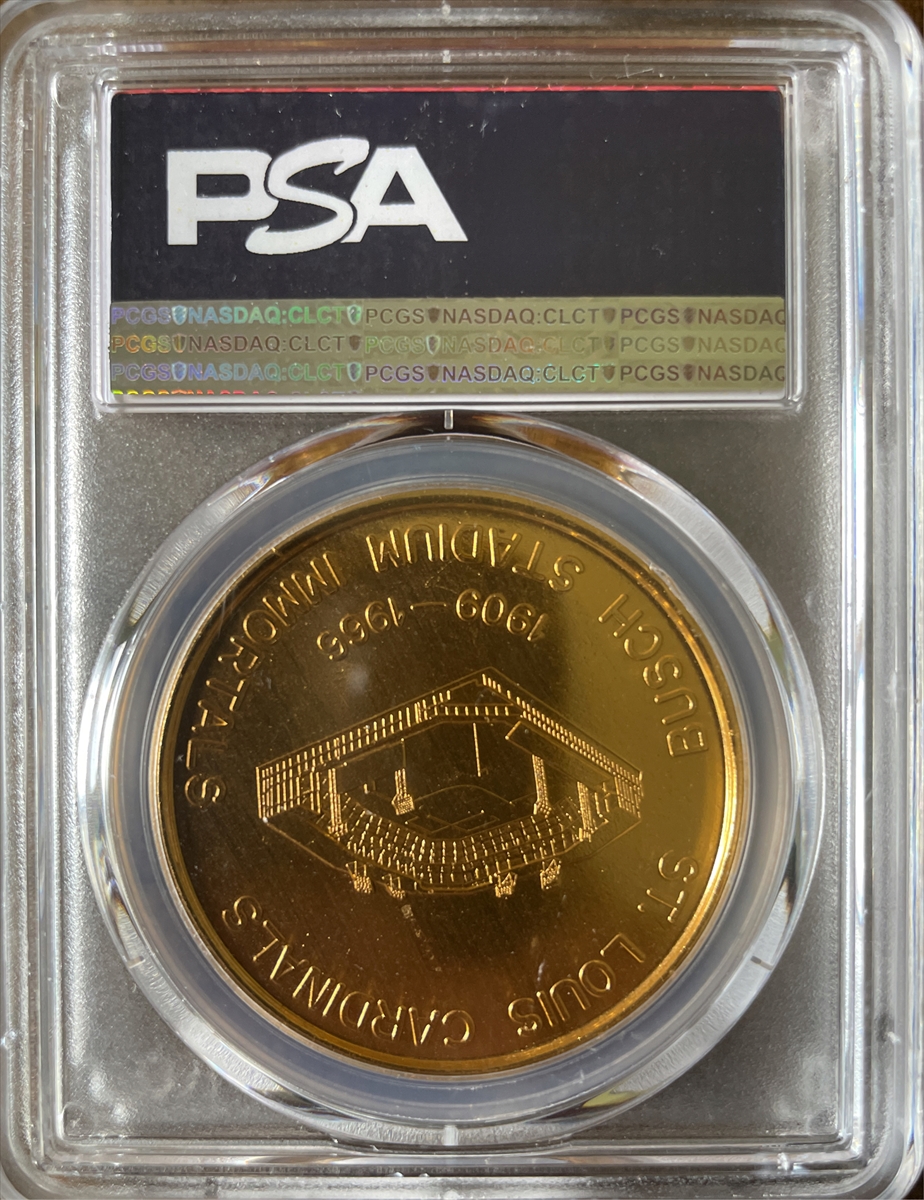 PSA
PCGS NASDAQ:CLCT PCGS NASDAQ:CLCT PCGS NASDAQ
PCGS NASDAQ:CLCT PCGS NASDAQ:CLCT PCGS NASDAQ
PCGS NASDAQ:CLCT PCGS NASDAQ:CLCT PCGS NASDAQ
BUSCH STADIUM IMMORTALS
1909—1966
ST. LOUIS CARDINALS